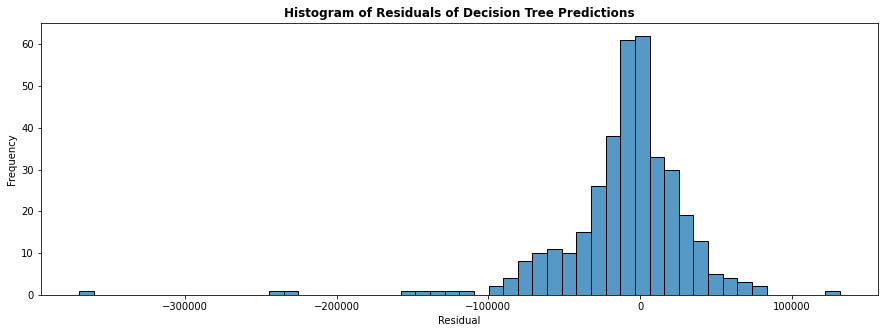 Histogram of Residuals of Decision Tree Predictions
Frequency
60
50
40
30
20
10
0
−300000 −200000 −100000 0 100000
Residual